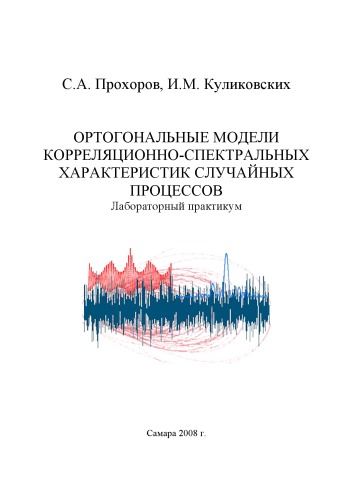 С.А. Прохоров, И.М. Куликовских
ОРТОГОНАЛЬНЫЕ МОДЕЛИ
КОРРЕЛЯЦИОННО-СПЕКТРАЛЬНЫХ
ХАРАКТЕРИСТИК СЛУЧАЙНЫХ
ПРОЦЕССОВ
Лабораторный практикум
Самара 2008 г.